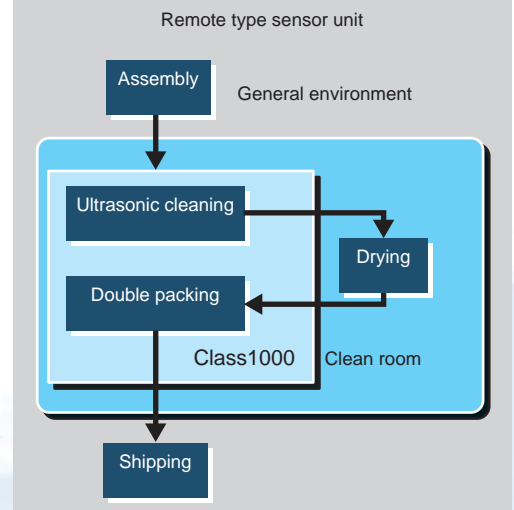 Remote type sensor unit
Assembly
General environment
Ultrasonic cleaning
Drying
Double packing
Class1000
Clean room
Shipping